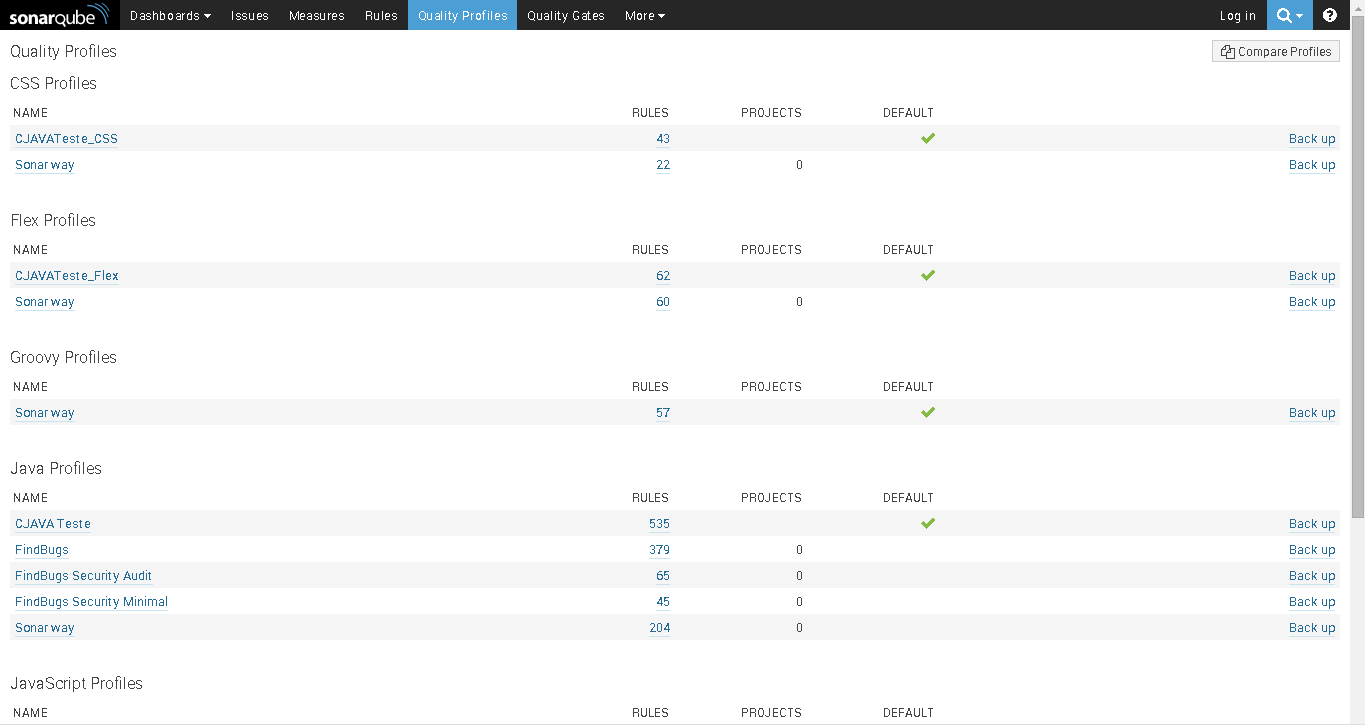 sonarqube Dashboards Issues Measures Rules Quality Profiles Quality Gates More Log in ?
Quality Profiles Compare Profiles
CSS Profiles
NAME RULES PROJECTS DEFAULT
CJAVATeste_CSS 43 Back up
Sonar way 22 0 Back up
Flex Profiles
NAME RULES PROJECTS DEFAULT
CJAVATeste_Flex 62 Back up
Sonar way 60 0 Back up
Groovy Profiles
NAME RULES PROJECTS DEFAULT
Sonar way 57 Back up
Java Profiles
NAME RULES PROJECTS DEFAULT
CJAVA Teste 535 Back up
FindBugs 379 0 Back up
FindBugs Security Audit 65 0 Back up
FindBugs Security Minimal 45 0 Back up
Sonar way 204 0 Back up
JavaScript Profiles
NAME RULES PROJECTS DEFAULT